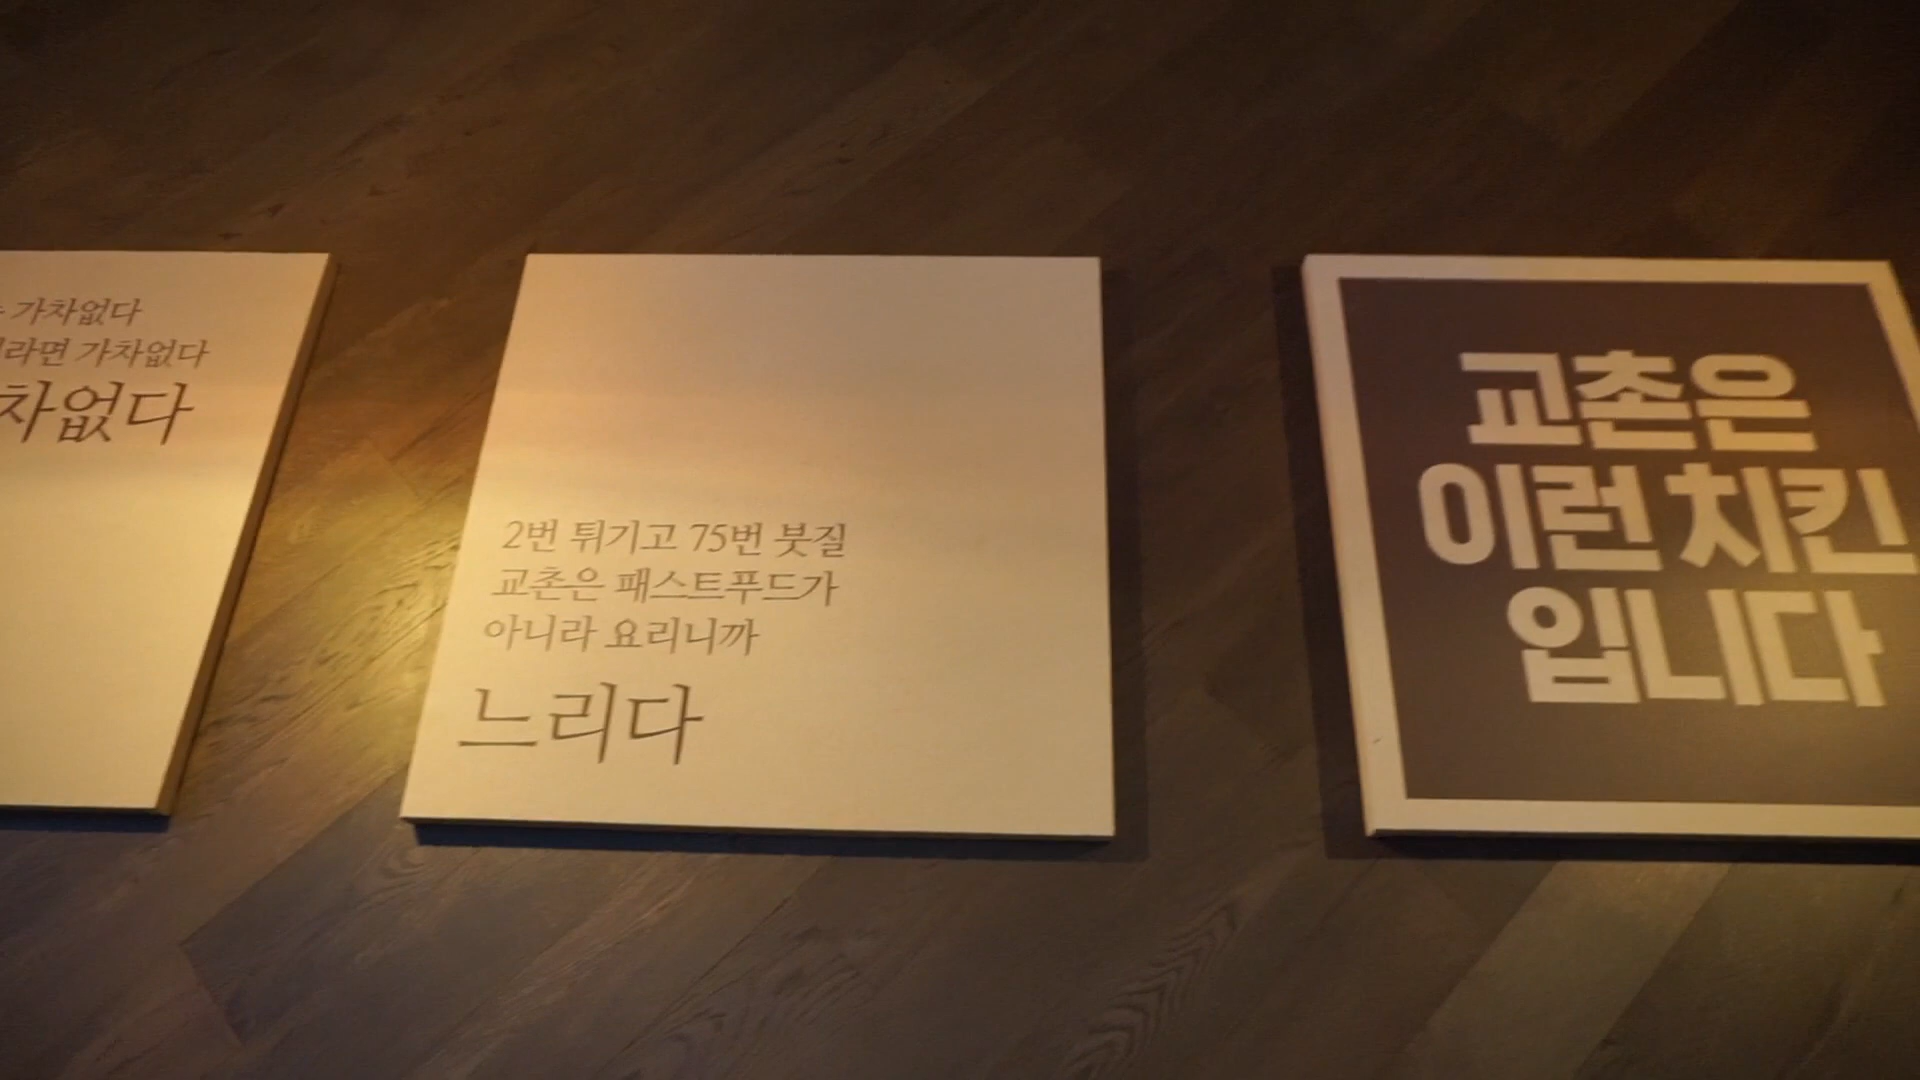 가차없다
라면 가차없다
차없다
2번 튀기고 75번 붓질
교촌은 패스트푸드가
아니라 요리니까
느리다
교촌은
이런 치킨
입니다